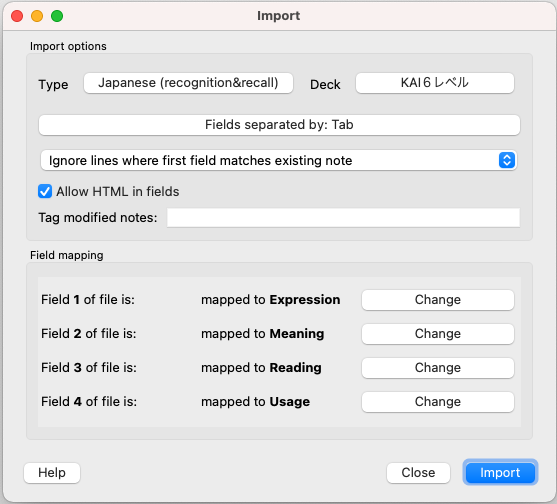 Import
Import options
Type Japanese (recognition&recall) Deck KAI６レベル
Fields separated by: Tab
Ignore lines where first field matches existing note
Allow HTML in fields
Tag modified notes:
Field mapping
Field 1 of file is: mapped to Expression Change
Field 2 of file is: mapped to Meaning Change
Field 3 of file is: mapped to Reading Change
Field 4 of file is: mapped to Usage Change
Help Close Import